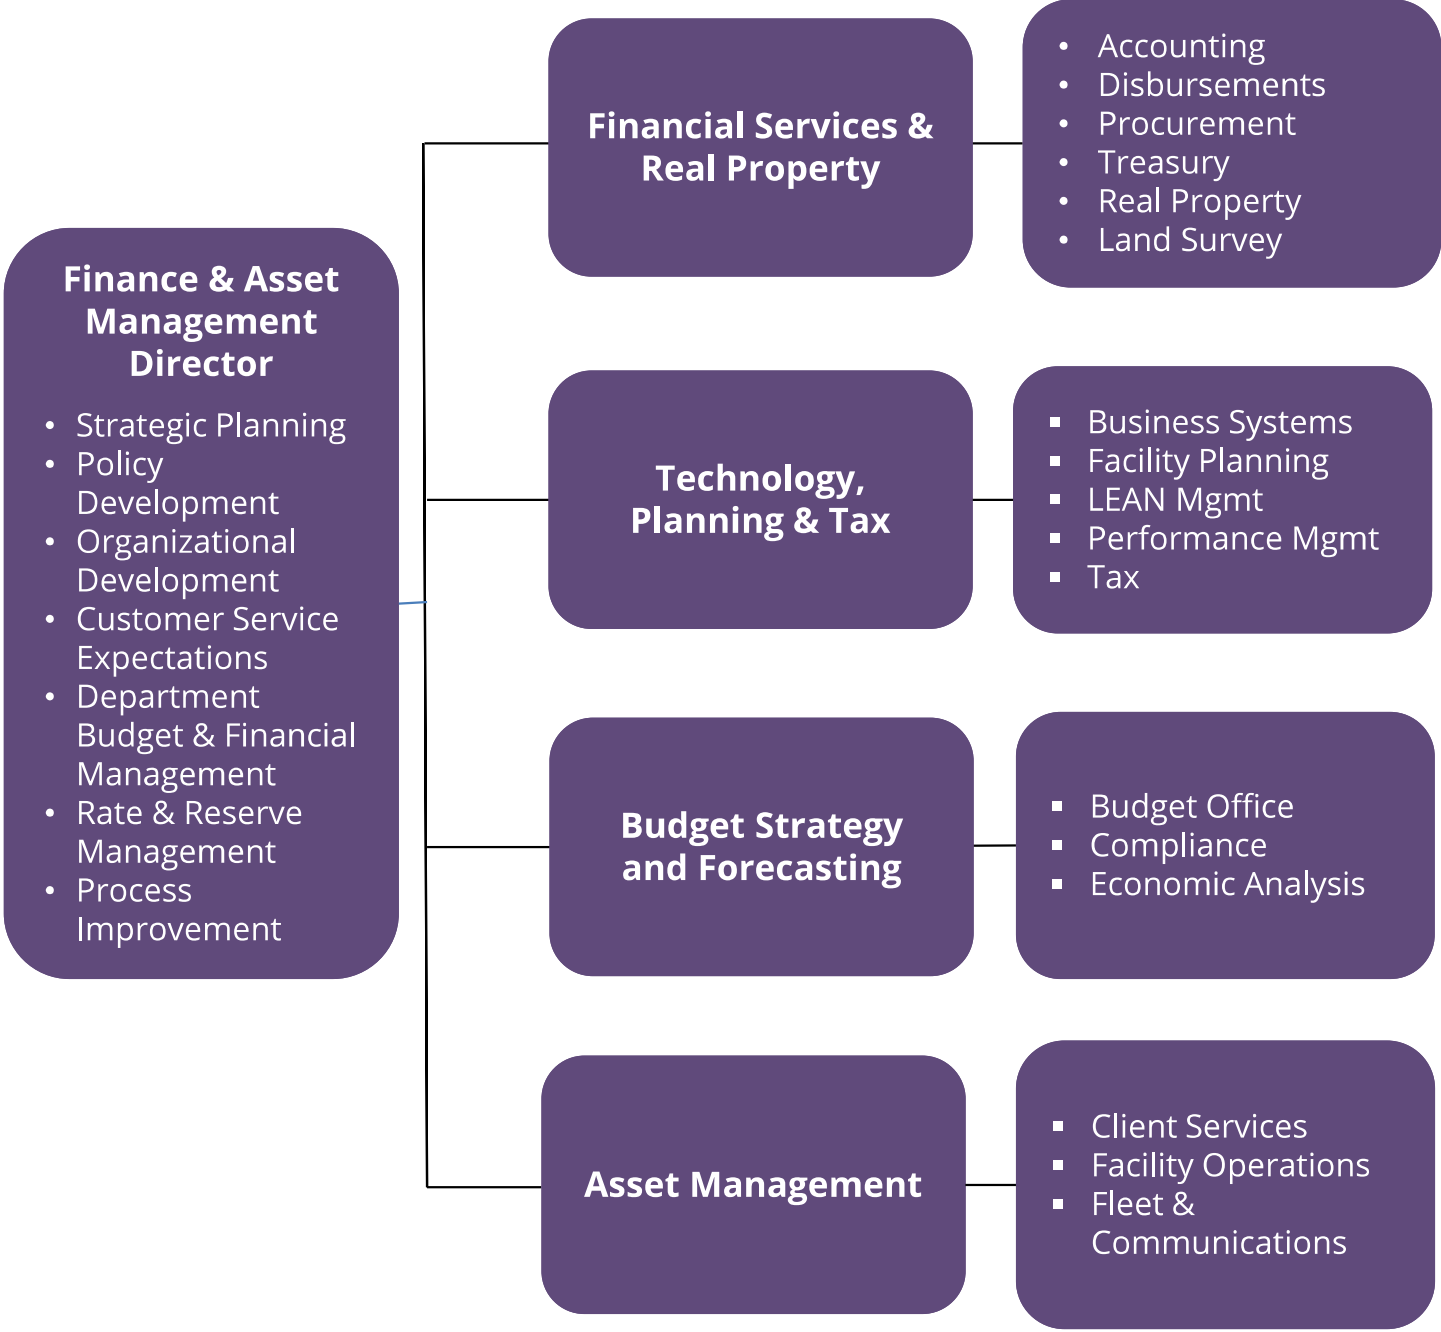 Finance & Asset
Management
Director
• Strategic Planning
• Policy
Development
• Organizational
Development
• Customer Service
Expectations
• Department
Budget & Financial
Management
• Rate & Reserve
Management
• Process
Improvement
Financial Services &
Real Property
• Accounting
• Disbursements
• Procurement
• Treasury
• Real Property
• Land Survey
Technology,
Planning & Tax
▪ Business Systems
▪ Facility Planning
▪ LEAN Mgmt
▪ Performance Mgmt
▪ Tax
Budget Strategy
and Forecasting
▪ Budget Office
▪ Compliance
▪ Economic Analysis
Asset Management
▪ Client Services
▪ Facility Operations
▪ Fleet &
Communications